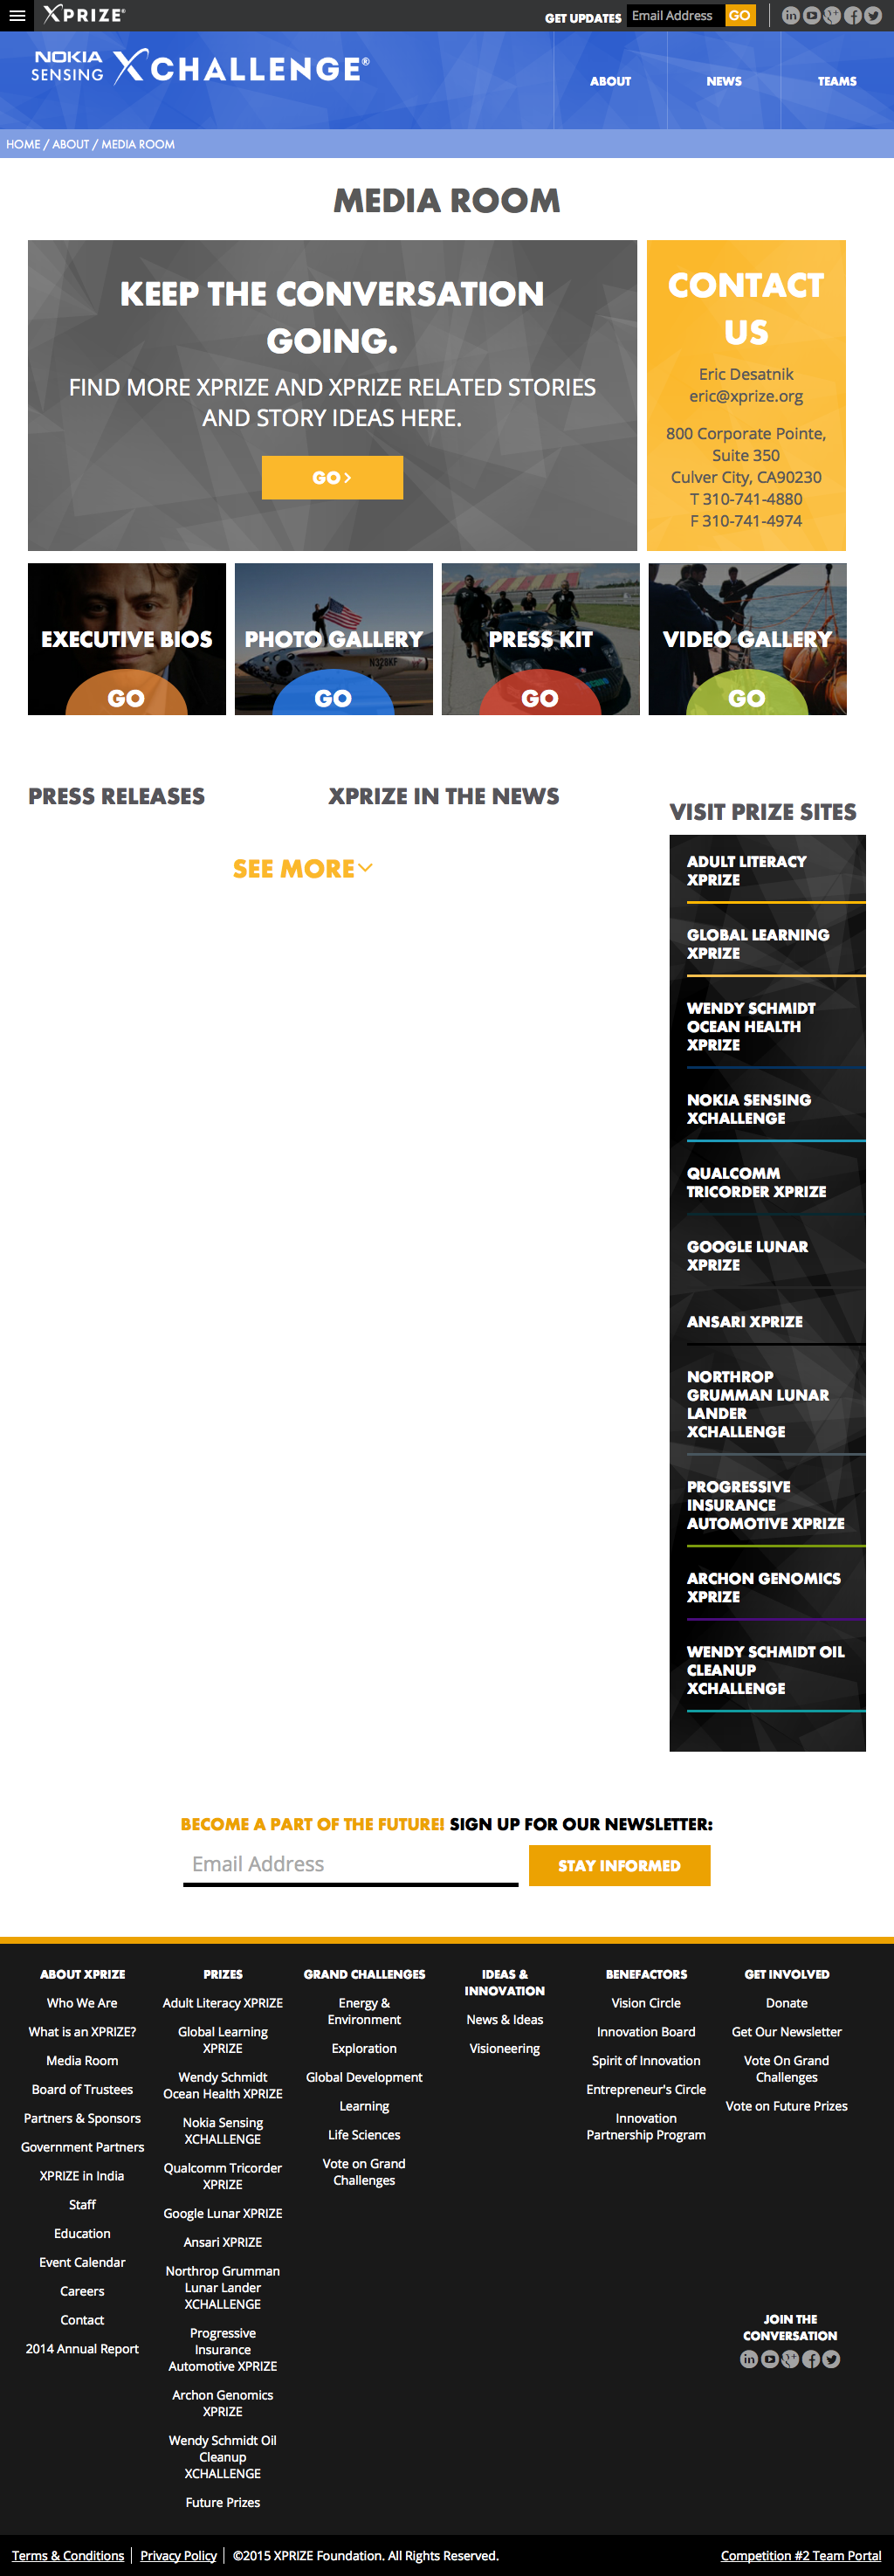 XPRIZE®
GET UPDATES Email Address GO
NOKIA
SENSING XCHALLENGE®
ABOUT
NEWS
TEAMS
HOME / ABOUT / MEDIA ROOM
MEDIA ROOM
KEEP THE CONVERSATION
GOING.
FIND MORE XPRIZE AND XPRIZE RELATED STORIES
AND STORY IDEAS HERE.
GO >
CONTACT
US
Eric Desatnik
eric@xprize.org
800 Corporate Pointe,
Suite 350
Culver City, CA90230
T 310-741-4880
F 310-741-4974
EXECUTIVE BIOS
GO
PHOTO GALLERY
N328KF
GO
PRESS KIT
GO
VIDEO GALLERY
GO
PRESS RELEASES
XPRIZE IN THE NEWS
SEE MORE
VISIT PRIZE SITES
ADULT LITERACY
XPRIZE
GLOBAL LEARNING
XPRIZE
WENDY SCHMIDT
OCEAN HEALTH
XPRIZE
NOKIA SENSING
XCHALLENGE
QUALCOMM
TRICORDER XPRIZE
GOOGLE LUNAR
XPRIZE
ANSARI XPRIZE
NORTHROP
GRUMMAN LUNAR
LANDER
XCHALLENGE
PROGRESSIVE
INSURANCE
AUTOMOTIVE XPRIZE
ARCHON GENOMICS
XPRIZE
WENDY SCHMIDT OIL
CLEANUP
XCHALLENGE
BECOME A PART OF THE FUTURE! SIGN UP FOR OUR NEWSLETTER:
Email Address
STAY INFORMED
ABOUT XPRIZE
Who We Are
What is an XPRIZE?
Media Room
Board of Trustees
Partners & Sponsors
Government Partners
XPRIZE in India
Staff
Education
Event Calendar
Careers
Contact
2014 Annual Report
PRIZES
Adult Literacy XPRIZE
Global Learning
XPRIZE
Wendy Schmidt
Ocean Health XPRIZE
Nokia Sensing
XCHALLENGE
Qualcomm Tricorder
XPRIZE
Google Lunar XPRIZE
Ansari XPRIZE
Northrop Grumman
Lunar Lander
XCHALLENGE
Progressive
Insurance
Automotive XPRIZE
Archon Genomics
XPRIZE
Wendy Schmidt Oil
Cleanup
XCHALLENGE
Future Prizes
GRAND CHALLENGES
Energy &
Environment
Exploration
Global Development
Learning
Life Sciences
Vote on Grand
Challenges
IDEAS &
INNOVATION
News & Ideas
Visioneering
BENEFACTORS
Vision Circle
Innovation Board
Spirit of Innovation
Entrepreneur's Circle
Innovation
Partnership Program
GET INVOLVED
Donate
Get Our Newsletter
Vote On Grand
Challenges
Vote on Future Prizes
JOIN THE
CONVERSATION
Terms & Conditions
Privacy Policy
©2015 XPRIZE Foundation. All Rights Reserved.
Competition #2 Team Portal